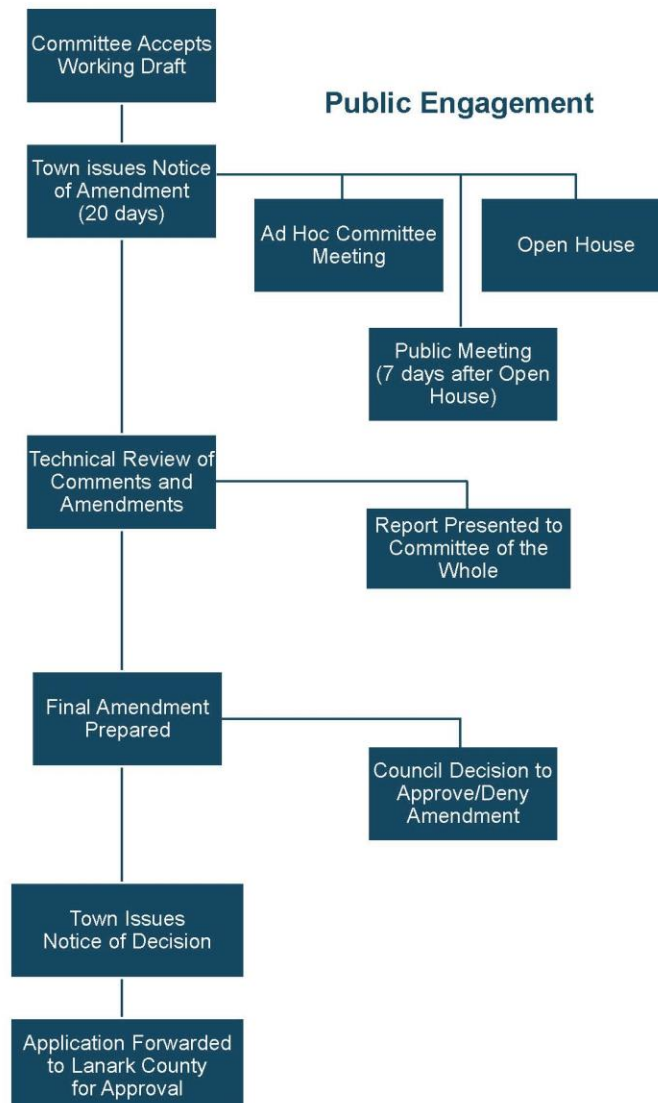 Committee Accepts
Working Draft
Public Engagement
Town issues Notice
of Amendment
(20 days)
Ad Hoc Committee
Meeting
Open House
Public Meeting
(7 days after Open
House)
Technical Review of
Comments and
Amendments
Report Presented to
Committee of the
Whole
Final Amendment
Prepared
Council Decision to
Approve/Deny
Amendment
Town Issues
Notice of Decision
Application Forwarded
to Lanark County
for Approval